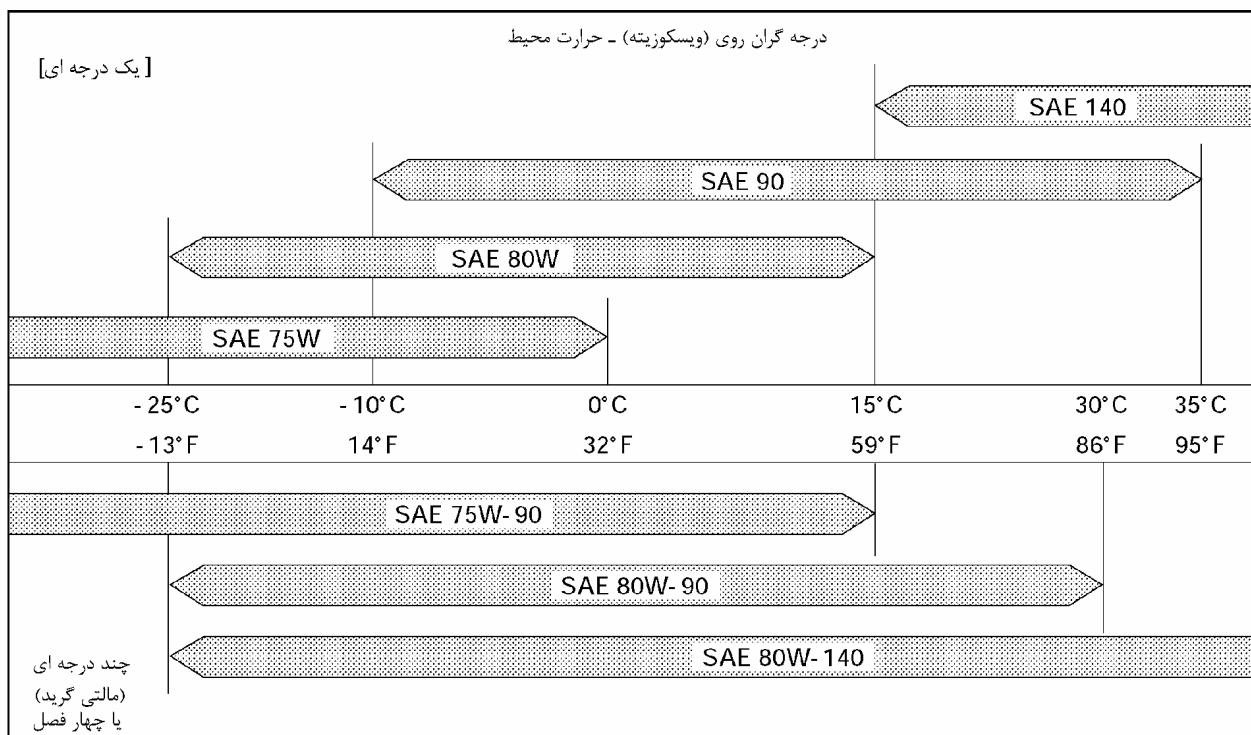 درجه گران روی (ویسکوزیته) ـ حرارت محیط
[یک درجه ای]
SAE 140
SAE 90
SAE 80W
SAE 75W
- 25°C - 10°C 0°C 15°C 30°C 35°C
- 13°F 14°F 32°F 59°F 86°F 95°F
SAE 75W- 90
SAE 80W- 90
SAE 80W- 140
چند درجه ای
(مالتی گرید)
یا چهار فصل